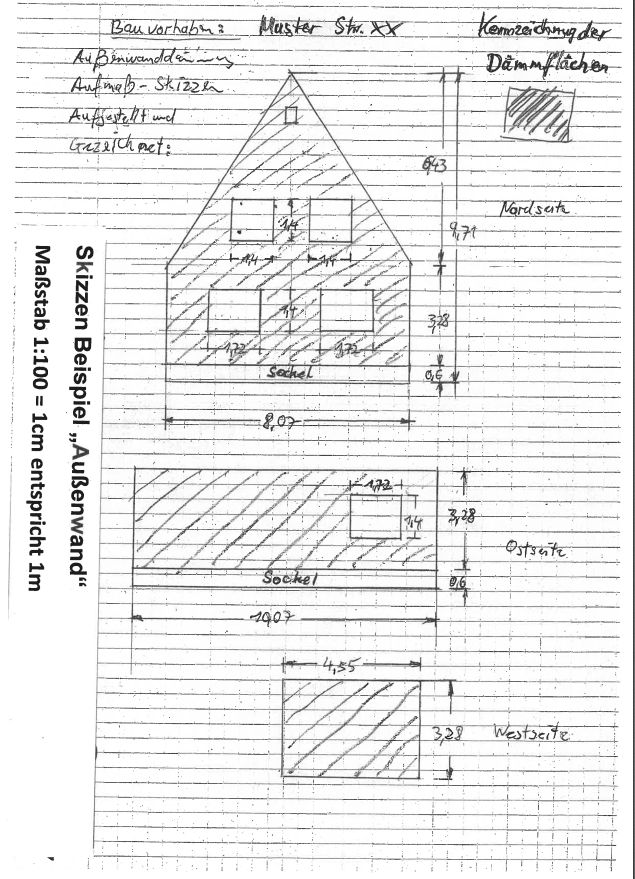 Bauvorhaben: Muster Str. XX
Kennzeichnung der
Dämmflächen
Außenwanddämmung
Aufmaß-Skizzen
Aufgestellt und
Gezeichnet:
6,43
Nordseite
9,71
1,4
1,4
1,4
1,4
3,28
1,72
1,72
Sockel
0,6
8,07
Skizzen Beispiel „Außenwand“
Maßstab 1:100 = 1cm entspricht 1m
1,72
1,4
3,28
Ostseite
Sockel
0,6
10,07
4,55
3,28
Westseite